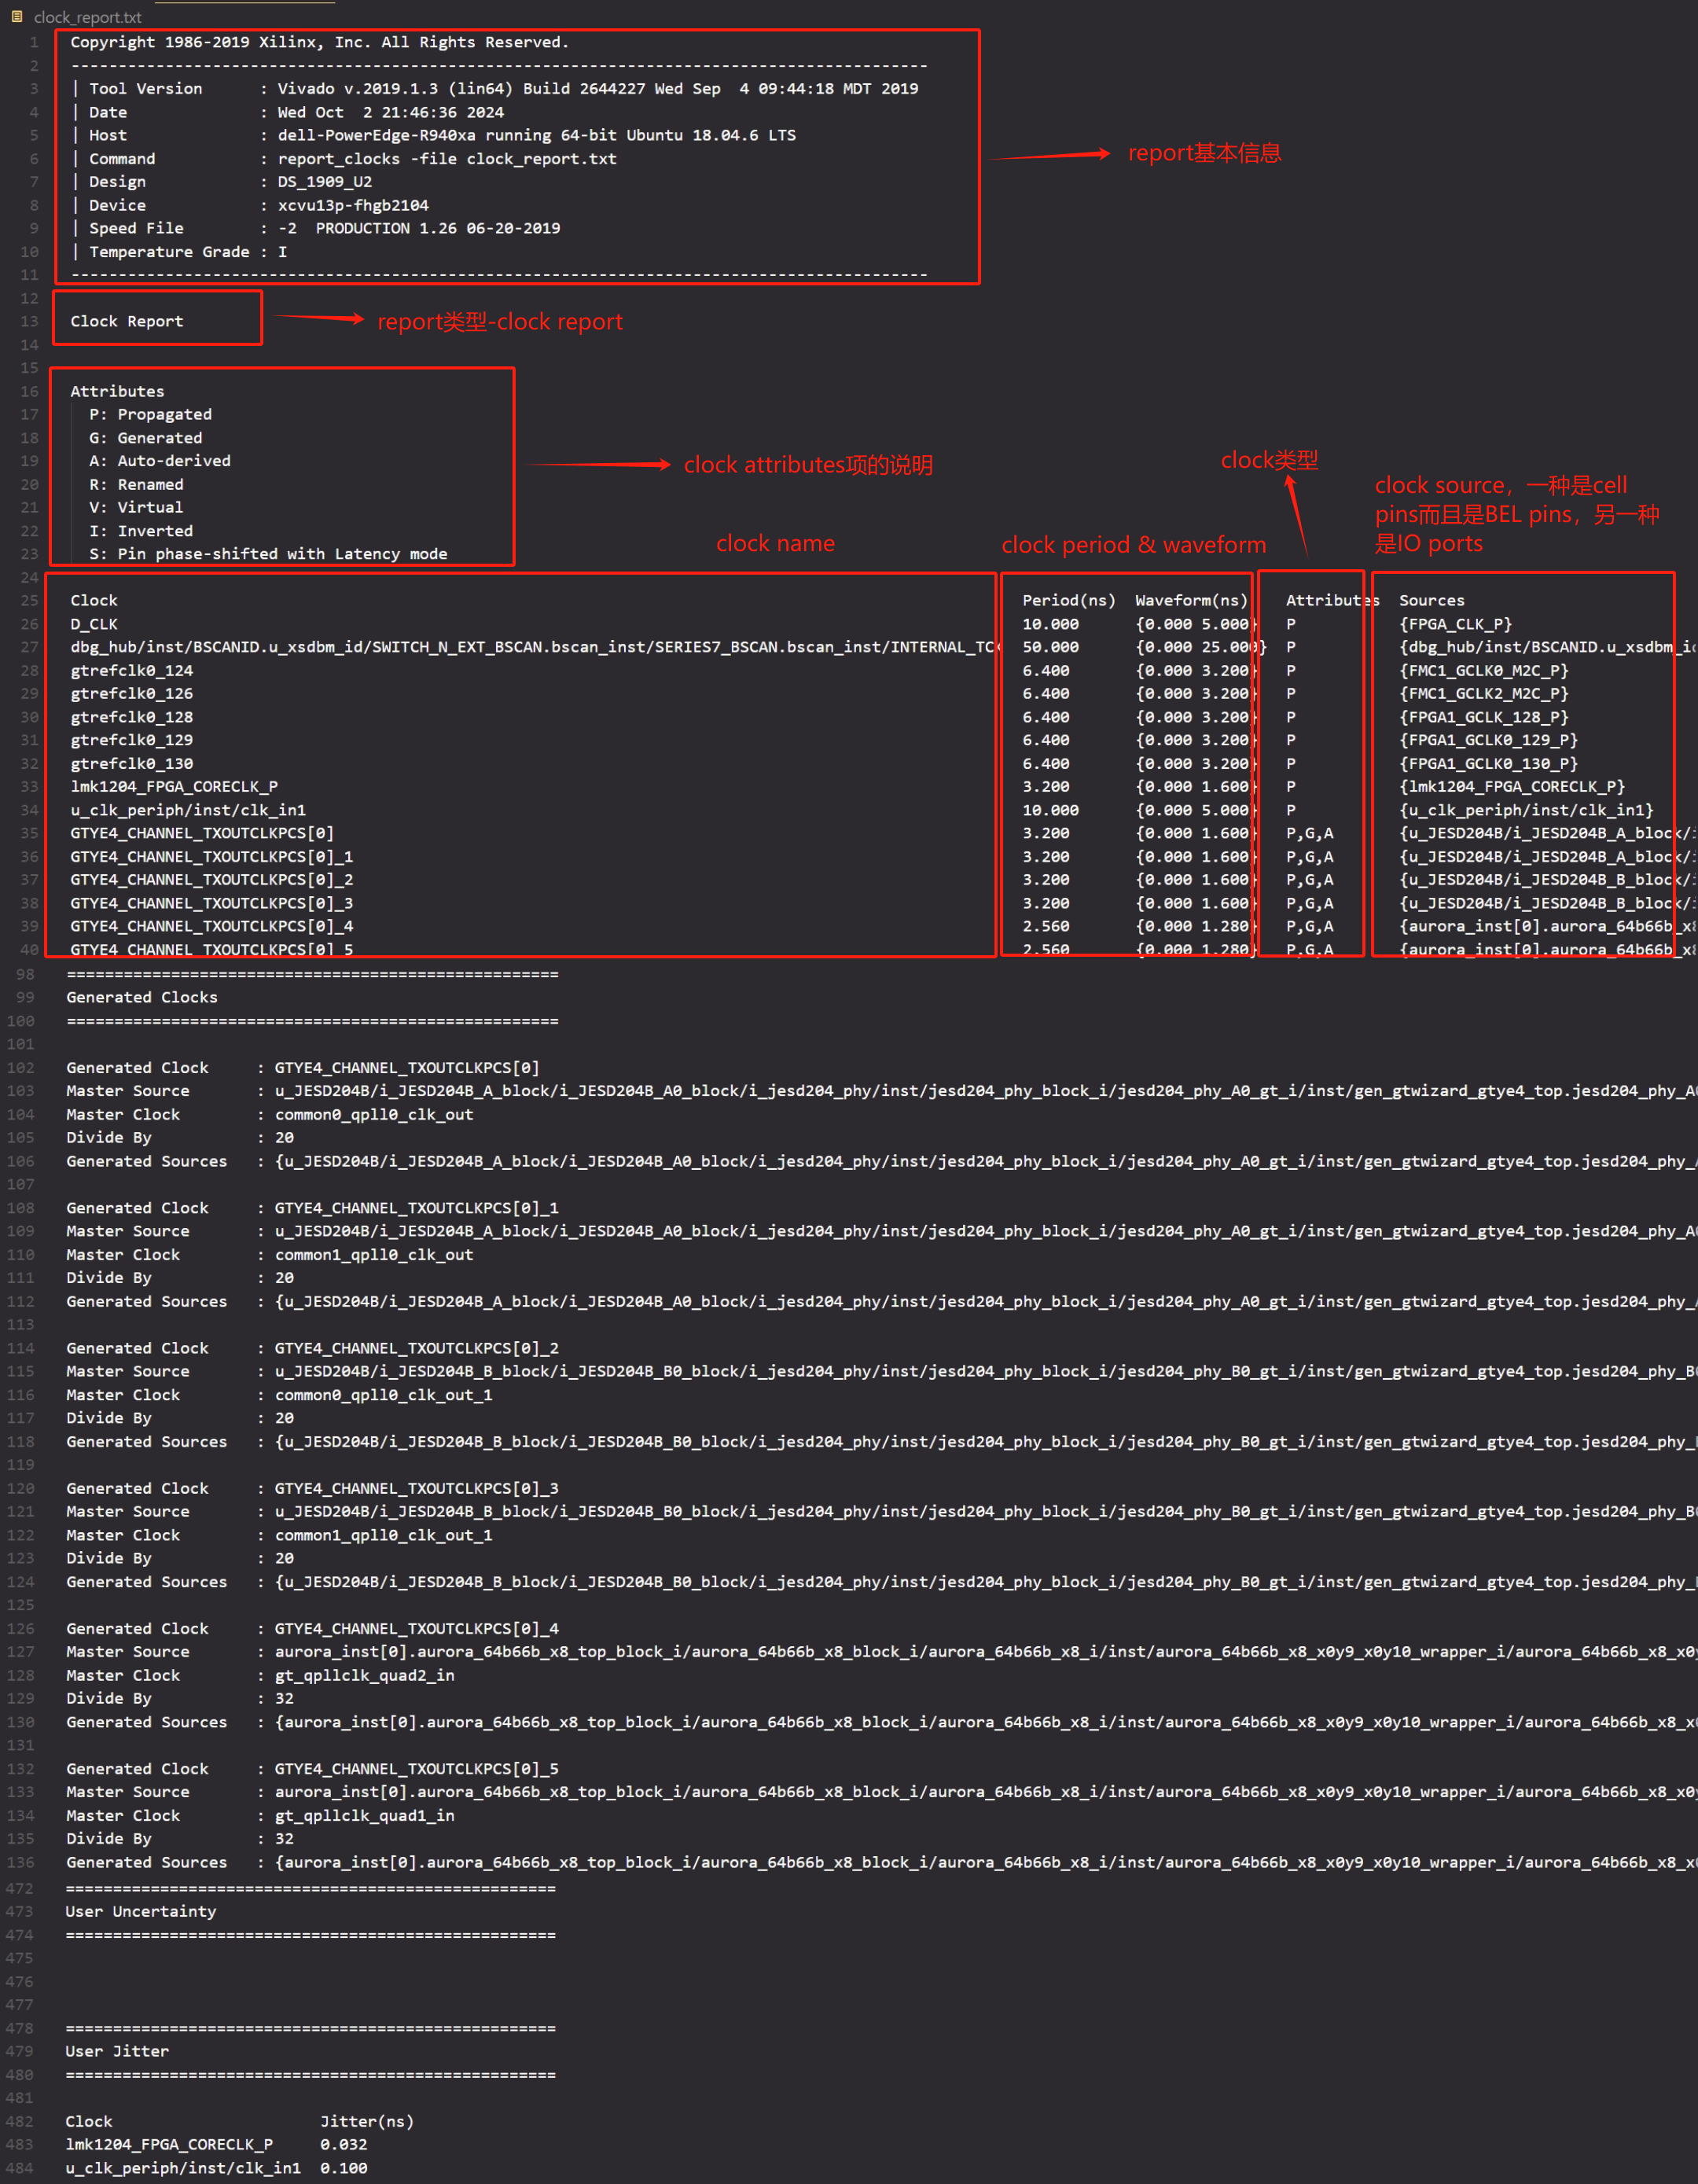 clock_report.txt
1 Copyright 1986-2019 Xilinx, Inc. All Rights Reserved.
2 -------------------------------------------------------------------------------------------
3 | Tool Version      : Vivado v.2019.1.3 (lin64) Build 2644227 Wed Sep  4 09:44:18 MDT 2019
4 | Date              : Wed Oct  2 21:46:36 2024
5 | Host              : dell-PowerEdge-R940xa running 64-bit Ubuntu 18.04.6 LTS
6 | Command           : report_clocks -file clock_report.txt
7 | Design            : DS_1909_U2
8 | Device            : xcvu13p-fhgb2104
9 | Speed File        : -2  PRODUCTION 1.26 06-20-2019
10 | Temperature Grade : I
11 -------------------------------------------------------------------------------------------
report基本信息
12
13 Clock Report
report类型-clock report
14
15
16 Attributes
17   P: Propagated
18   G: Generated
19   A: Auto-derived
20   R: Renamed
21   V: Virtual
22   I: Inverted
23   S: Pin phase-shifted with Latency mode
clock attributes项的说明
clock name
clock period & waveform
clock类型
clock source，一种是cell
pins而且是BEL pins，另一种
是IO ports
24
25 Clock Period(ns) Waveform(ns) Attributes Sources
26 D_CLK 10.000 {0.000 5.000} P {FPGA_CLK_P}
27 dbg_hub/inst/BSCANID.u_xsdbm_id/SWITCH_N_EXT_BSCAN.bscan_inst/SERIES7_BSCAN.bscan_inst/INTERNAL_TCK 50.000 {0.000 25.000} P {dbg_hub/inst/BSCANID.u_xsdbm_id
28 gtrefclk0_124 6.400 {0.000 3.200} P {FMC1_GCLK0_M2C_P}
29 gtrefclk0_126 6.400 {0.000 3.200} P {FMC1_GCLK2_M2C_P}
30 gtrefclk0_128 6.400 {0.000 3.200} P {FPGA1_GCLK_128_P}
31 gtrefclk0_129 6.400 {0.000 3.200} P {FPGA1_GCLK0_129_P}
32 gtrefclk0_130 6.400 {0.000 3.200} P {FPGA1_GCLK0_130_P}
33 lmk1204_FPGA_CORECLK_P 3.200 {0.000 1.600} P {lmk1204_FPGA_CORECLK_P}
34 u_clk_periph/inst/clk_in1 10.000 {0.000 5.000} P {u_clk_periph/inst/clk_in1}
35 GTYE4_CHANNEL_TXOUTCLKPCS[0] 3.200 {0.000 1.600} P,G,A {u_JESD204B/i_JESD204B_A_block/
36 GTYE4_CHANNEL_TXOUTCLKPCS[0]_1 3.200 {0.000 1.600} P,G,A {u_JESD204B/i_JESD204B_A_block/
37 GTYE4_CHANNEL_TXOUTCLKPCS[0]_2 3.200 {0.000 1.600} P,G,A {u_JESD204B/i_JESD204B_B_block/
38 GTYE4_CHANNEL_TXOUTCLKPCS[0]_3 3.200 {0.000 1.600} P,G,A {u_JESD204B/i_JESD204B_B_block/
39 GTYE4_CHANNEL_TXOUTCLKPCS[0]_4 2.560 {0.000 1.280} P,G,A {aurora_inst[0].aurora_64b66b_x8
40 GTYE4_CHANNEL_TXOUTCLKPCS[0]_5 2.560 {0.000 1.280} P,G,A {aurora_inst[0].aurora_64b66b_x8
98 ====================================================
99 Generated Clocks
100 ====================================================
101
102 Generated Clock     : GTYE4_CHANNEL_TXOUTCLKPCS[0]
103 Master Source       : u_JESD204B/i_JESD204B_A_block/i_JESD204B_A0_block/i_jesd204_phy/inst/jesd204_phy_block_i/jesd204_phy_A0_gt_i/inst/gen_gtwizard_gtye4_top.jesd204_phy_A0
104 Master Clock        : common0_qpll0_clk_out
105 Divide By           : 20
106 Generated Sources   : {u_JESD204B/i_JESD204B_A_block/i_JESD204B_A0_block/i_jesd204_phy/inst/jesd204_phy_block_i/jesd204_phy_A0_gt_i/inst/gen_gtwizard_gtye4_top.jesd204_phy_A
107
108 Generated Clock     : GTYE4_CHANNEL_TXOUTCLKPCS[0]_1
109 Master Source       : u_JESD204B/i_JESD204B_A_block/i_JESD204B_A0_block/i_jesd204_phy/inst/jesd204_phy_block_i/jesd204_phy_A0_gt_i/inst/gen_gtwizard_gtye4_top.jesd204_phy_A0
110 Master Clock        : common1_qpll0_clk_out
111 Divide By           : 20
112 Generated Sources   : {u_JESD204B/i_JESD204B_A_block/i_JESD204B_A0_block/i_jesd204_phy/inst/jesd204_phy_block_i/jesd204_phy_A0_gt_i/inst/gen_gtwizard_gtye4_top.jesd204_phy_A
113
114 Generated Clock     : GTYE4_CHANNEL_TXOUTCLKPCS[0]_2
115 Master Source       : u_JESD204B/i_JESD204B_B_block/i_JESD204B_B0_block/i_jesd204_phy/inst/jesd204_phy_block_i/jesd204_phy_B0_gt_i/inst/gen_gtwizard_gtye4_top.jesd204_phy_B0
116 Master Clock        : common0_qpll0_clk_out_1
117 Divide By           : 20
118 Generated Sources   : {u_JESD204B/i_JESD204B_B_block/i_JESD204B_B0_block/i_jesd204_phy/inst/jesd204_phy_block_i/jesd204_phy_B0_gt_i/inst/gen_gtwizard_gtye4_top.jesd204_phy_
119
120 Generated Clock     : GTYE4_CHANNEL_TXOUTCLKPCS[0]_3
121 Master Source       : u_JESD204B/i_JESD204B_B_block/i_JESD204B_B0_block/i_jesd204_phy/inst/jesd204_phy_block_i/jesd204_phy_B0_gt_i/inst/gen_gtwizard_gtye4_top.jesd204_phy_B0
122 Master Clock        : common1_qpll0_clk_out_1
123 Divide By           : 20
124 Generated Sources   : {u_JESD204B/i_JESD204B_B_block/i_JESD204B_B0_block/i_jesd204_phy/inst/jesd204_phy_block_i/jesd204_phy_B0_gt_i/inst/gen_gtwizard_gtye4_top.jesd204_phy_
125
126 Generated Clock     : GTYE4_CHANNEL_TXOUTCLKPCS[0]_4
127 Master Source       : aurora_inst[0].aurora_64b66b_x8_top_block_i/aurora_64b66b_x8_block_i/aurora_64b66b_x8_i/inst/aurora_64b66b_x8_x0y9_x0y10_wrapper_i/aurora_64b66b_x8_x0y
128 Master Clock        : gt_qpllclk_quad2_in
129 Divide By           : 32
130 Generated Sources   : {aurora_inst[0].aurora_64b66b_x8_top_block_i/aurora_64b66b_x8_block_i/aurora_64b66b_x8_i/inst/aurora_64b66b_x8_x0y9_x0y10_wrapper_i/aurora_64b66b_x8_x0
131
132 Generated Clock     : GTYE4_CHANNEL_TXOUTCLKPCS[0]_5
133 Master Source       : aurora_inst[0].aurora_64b66b_x8_top_block_i/aurora_64b66b_x8_block_i/aurora_64b66b_x8_i/inst/aurora_64b66b_x8_x0y9_x0y10_wrapper_i/aurora_64b66b_x8_x0y
134 Master Clock        : gt_qpllclk_quad1_in
135 Divide By           : 32
136 Generated Sources   : {aurora_inst[0].aurora_64b66b_x8_top_block_i/aurora_64b66b_x8_block_i/aurora_64b66b_x8_i/inst/aurora_64b66b_x8_x0y9_x0y10_wrapper_i/aurora_64b66b_x8_x0
472 ====================================================
473 User Uncertainty
474 ====================================================
475
476
477
478 ====================================================
479 User Jitter
480 ====================================================
481
482 Clock                      Jitter(ns)
483 lmk1204_FPGA_CORECLK_P     0.032
484 u_clk_periph/inst/clk_in1  0.100